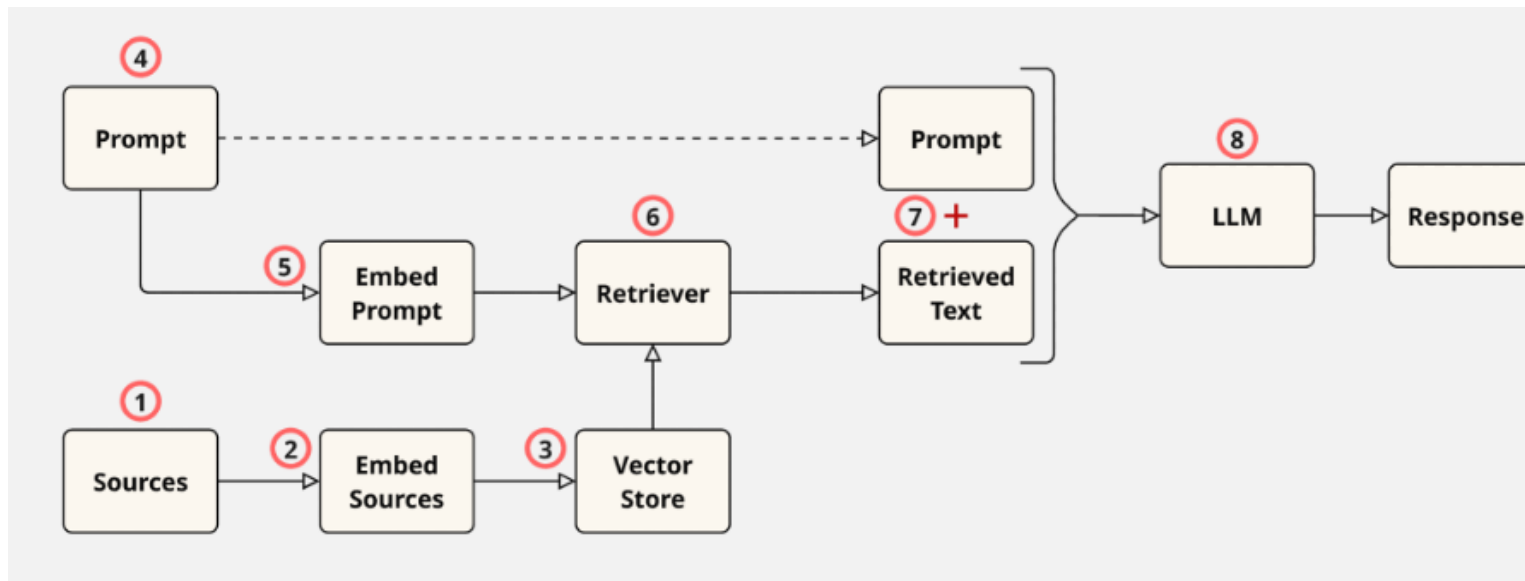 4
Prompt
Prompt
8
LLM
Response
7 +
6
5
Embed
Prompt
Retriever
Retrieved
Text
1
2
3
Sources
Embed
Sources
Vector
Store